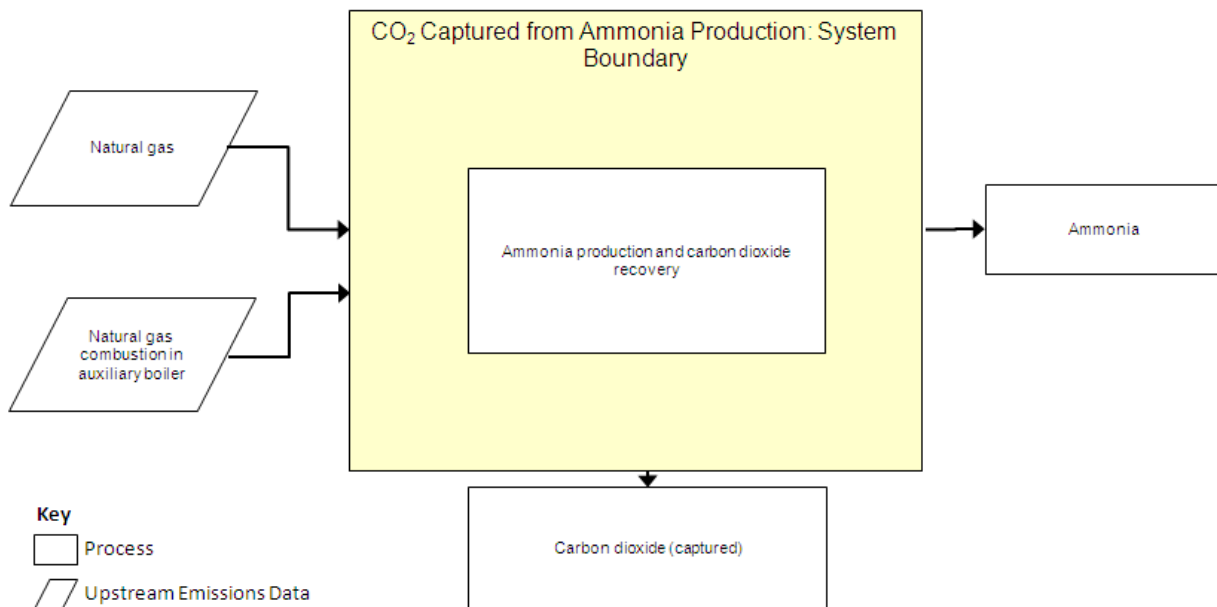 CO₂ Captured from Ammonia Production: System
Boundary
Natural gas
Ammonia production and carbon dioxide
recovery
Ammonia
Natural gas
combustion in
auxiliary boiler
Carbon dioxide (captured)
Key
Process
Upstream Emissions Data